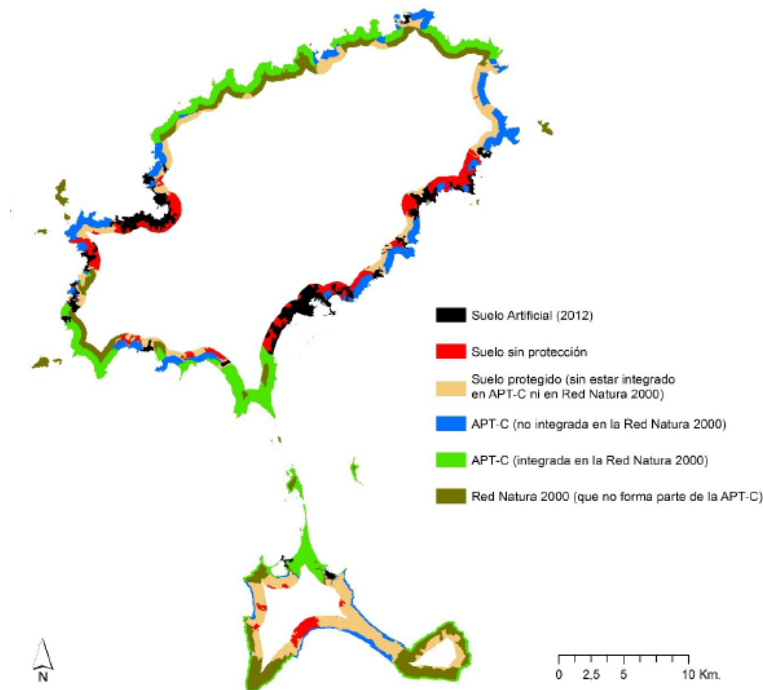 Suelo Artificial (2012)
Suelo sin protección
Suelo protegido (sin estar integrado
en APT-C ni en Red Natura 2000)
APT-C (no integrada en la Red Natura 2000)
APT-C (integrada en la Red Natura 2000)
Red Natura 2000 (que no forma parte de la APT-C)
N
0 2,5 5 10 Km.